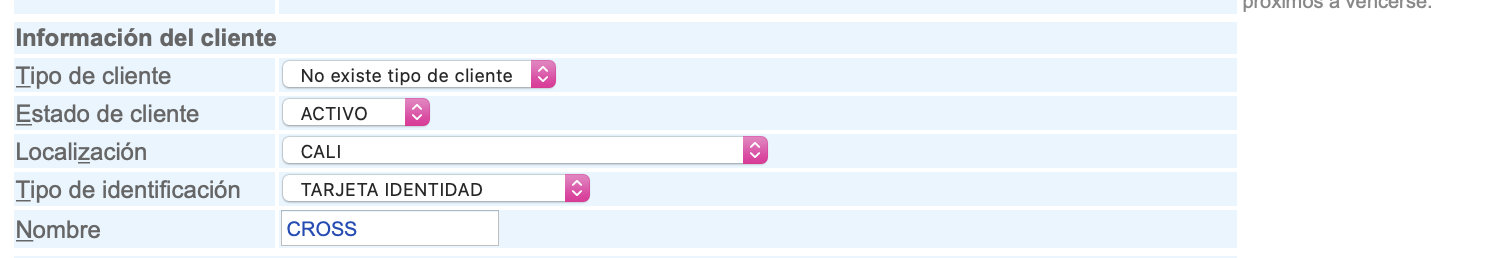 próximos a vencerse.
Información del cliente
Tipo de cliente No existe tipo de cliente
Estado de cliente ACTIVO
Localización CALI
Tipo de identificación TARJETA IDENTIDAD
Nombre CROSS